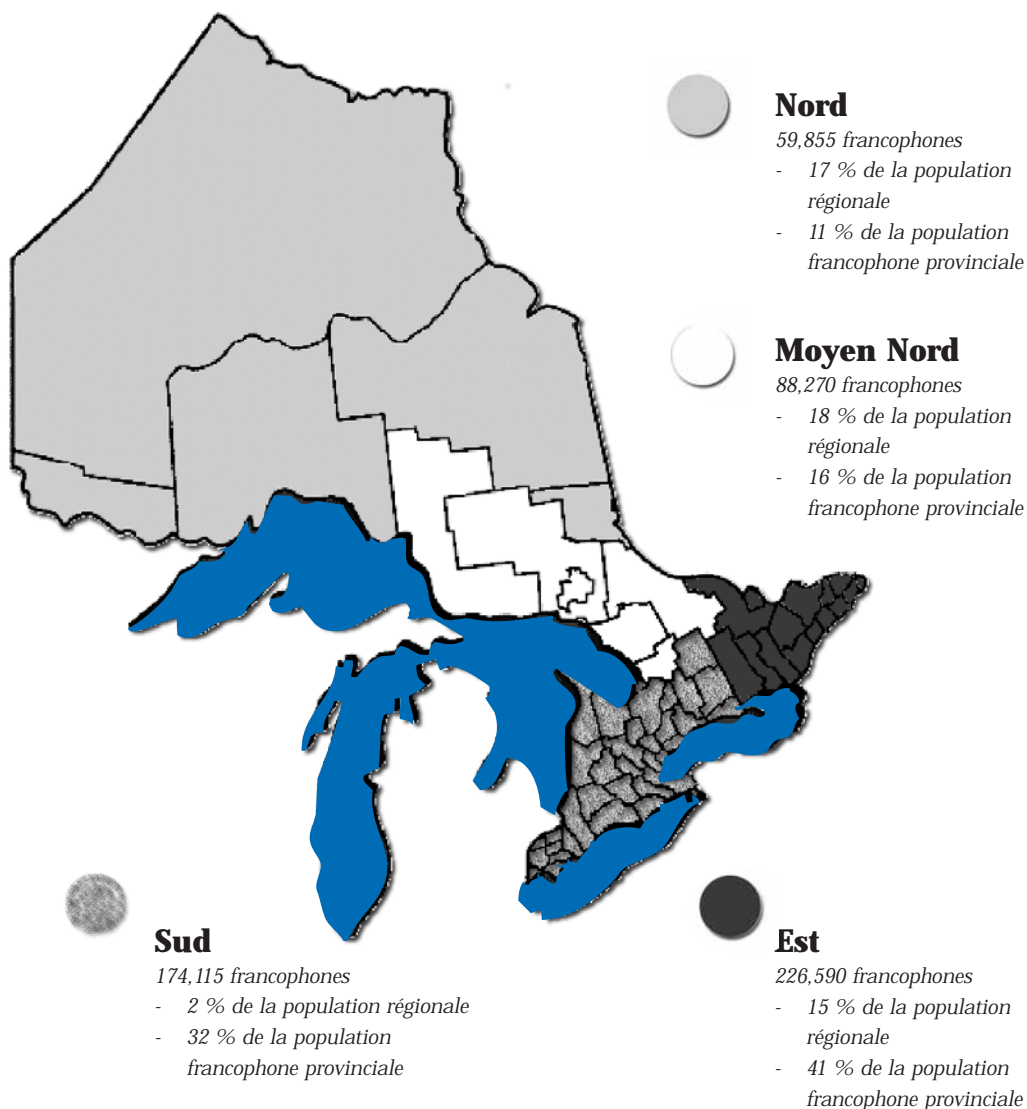 Nord
59,855 francophones
- 17 % de la population
régionale
- 11 % de la population
francophone provinciale
Moyen Nord
88,270 francophones
- 18 % de la population
régionale
- 16 % de la population
francophone provinciale
Sud
174,115 francophones
- 2 % de la population régionale
- 32 % de la population
francophone provinciale
Est
226,590 francophones
- 15 % de la population
régionale
- 41 % de la population
francophone provinciale